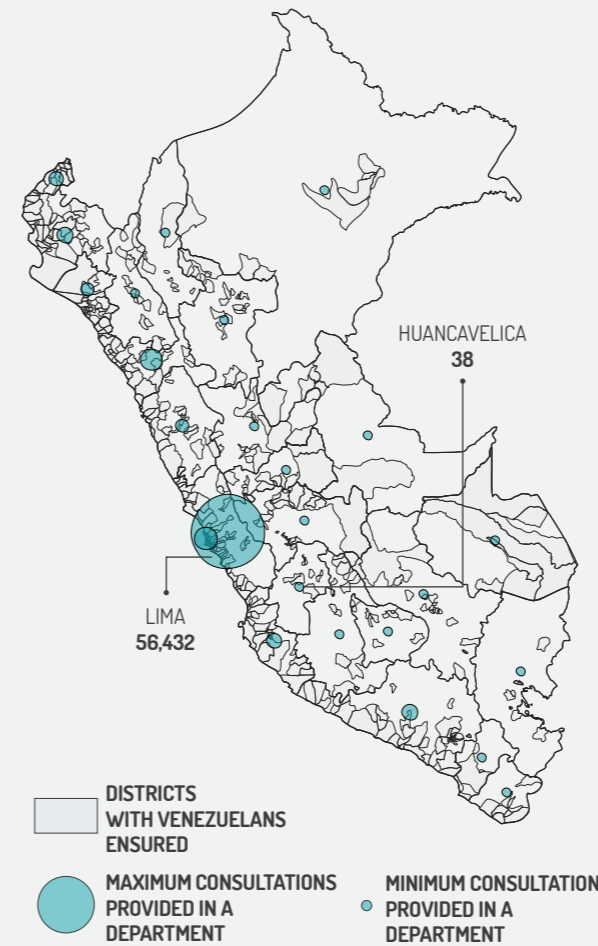 HUANCAVELICA
38
LIMA
56,432
DISTRICTS
WITH VENEZUELANS
ENSURED
MAXIMUM CONSULTATIONS
PROVIDED IN A
DEPARTMENT
MINIMUM CONSULTATION
PROVIDED IN A
DEPARTMENT